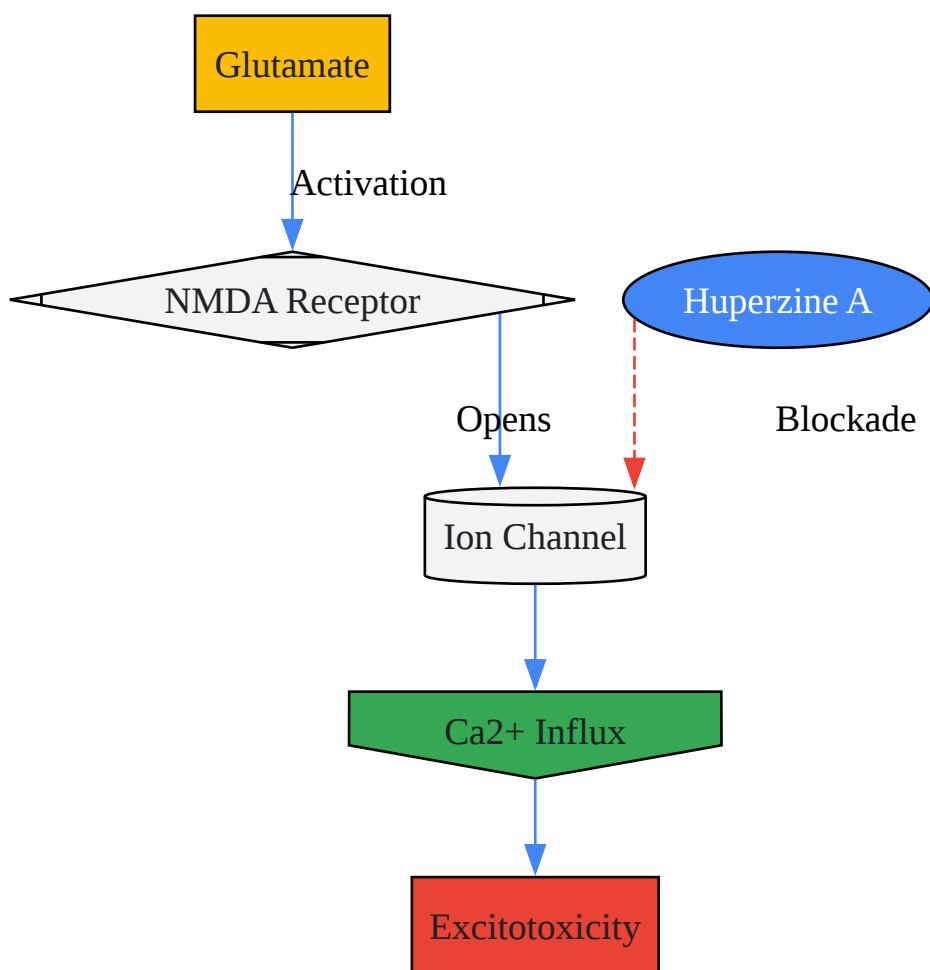 Glutamate
Activation
NMDA Receptor
Huperzine A
Opens
Blockade
Ion Channel
Ca2+ Influx
Excitotoxicity